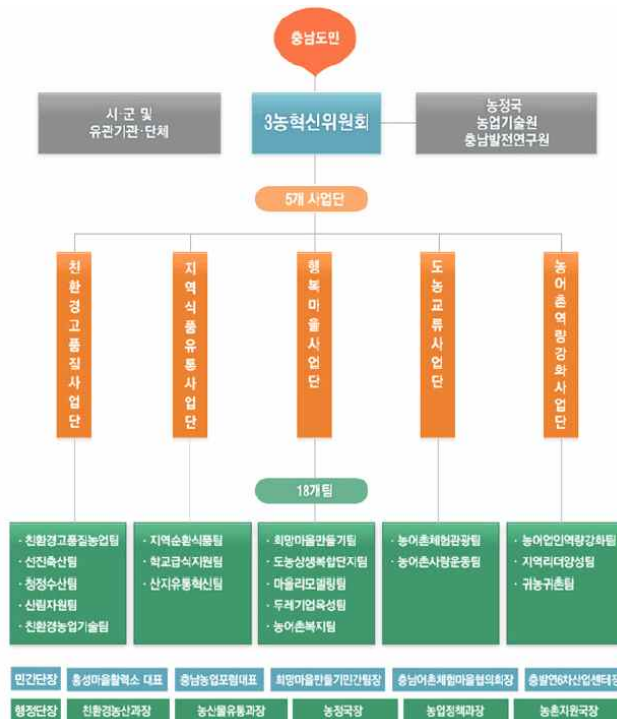 충남도민
시·군 및
유관기관·단체
3농혁신위원회
농정국
농업기술원
충남발전연구원
5개 사업단
친환경고품질사업단
지역식품유통사업단
행복마을사업단
도농교류사업단
농어촌역량강화사업단
18개팀
· 친환경고품질농업팀
· 선진축산팀
· 청정수산팀
· 산림자원팀
· 친환경농업기술팀
· 지역순환식품팀
· 학교급식지원팀
· 산지유통혁신팀
· 희망마을만들기팀
· 도농상생복합단지팀
· 마을리모델링팀
· 두레기업육성팀
· 농어촌복지팀
· 농어촌체험관광팀
· 농어촌사랑운동팀
· 농어업인역량강화팀
· 지역리더양성팀
· 귀농귀촌팀
민간단장 홍성마을활력소 대표 충남농업포럼대표 희망마을만들기민간팀장 충남어촌체험마을협의회장 충발연6차산업센터장
행정단장 친환경농산과장 농산물유통과장 농정국장 농업정책과장 농촌지원국장